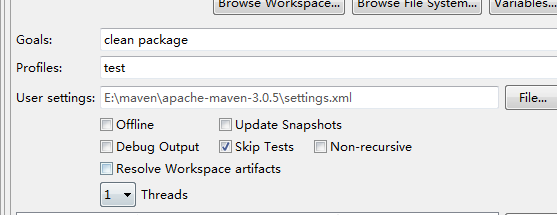 Browse Workspace... Browse File System... Variables...
Goals: clean package
Profiles: test
User settings: E:\maven\apache-maven-3.0.5\settings.xml File...
Offline Update Snapshots
Debug Output Skip Tests Non-recursive
Resolve Workspace artifacts
1 Threads